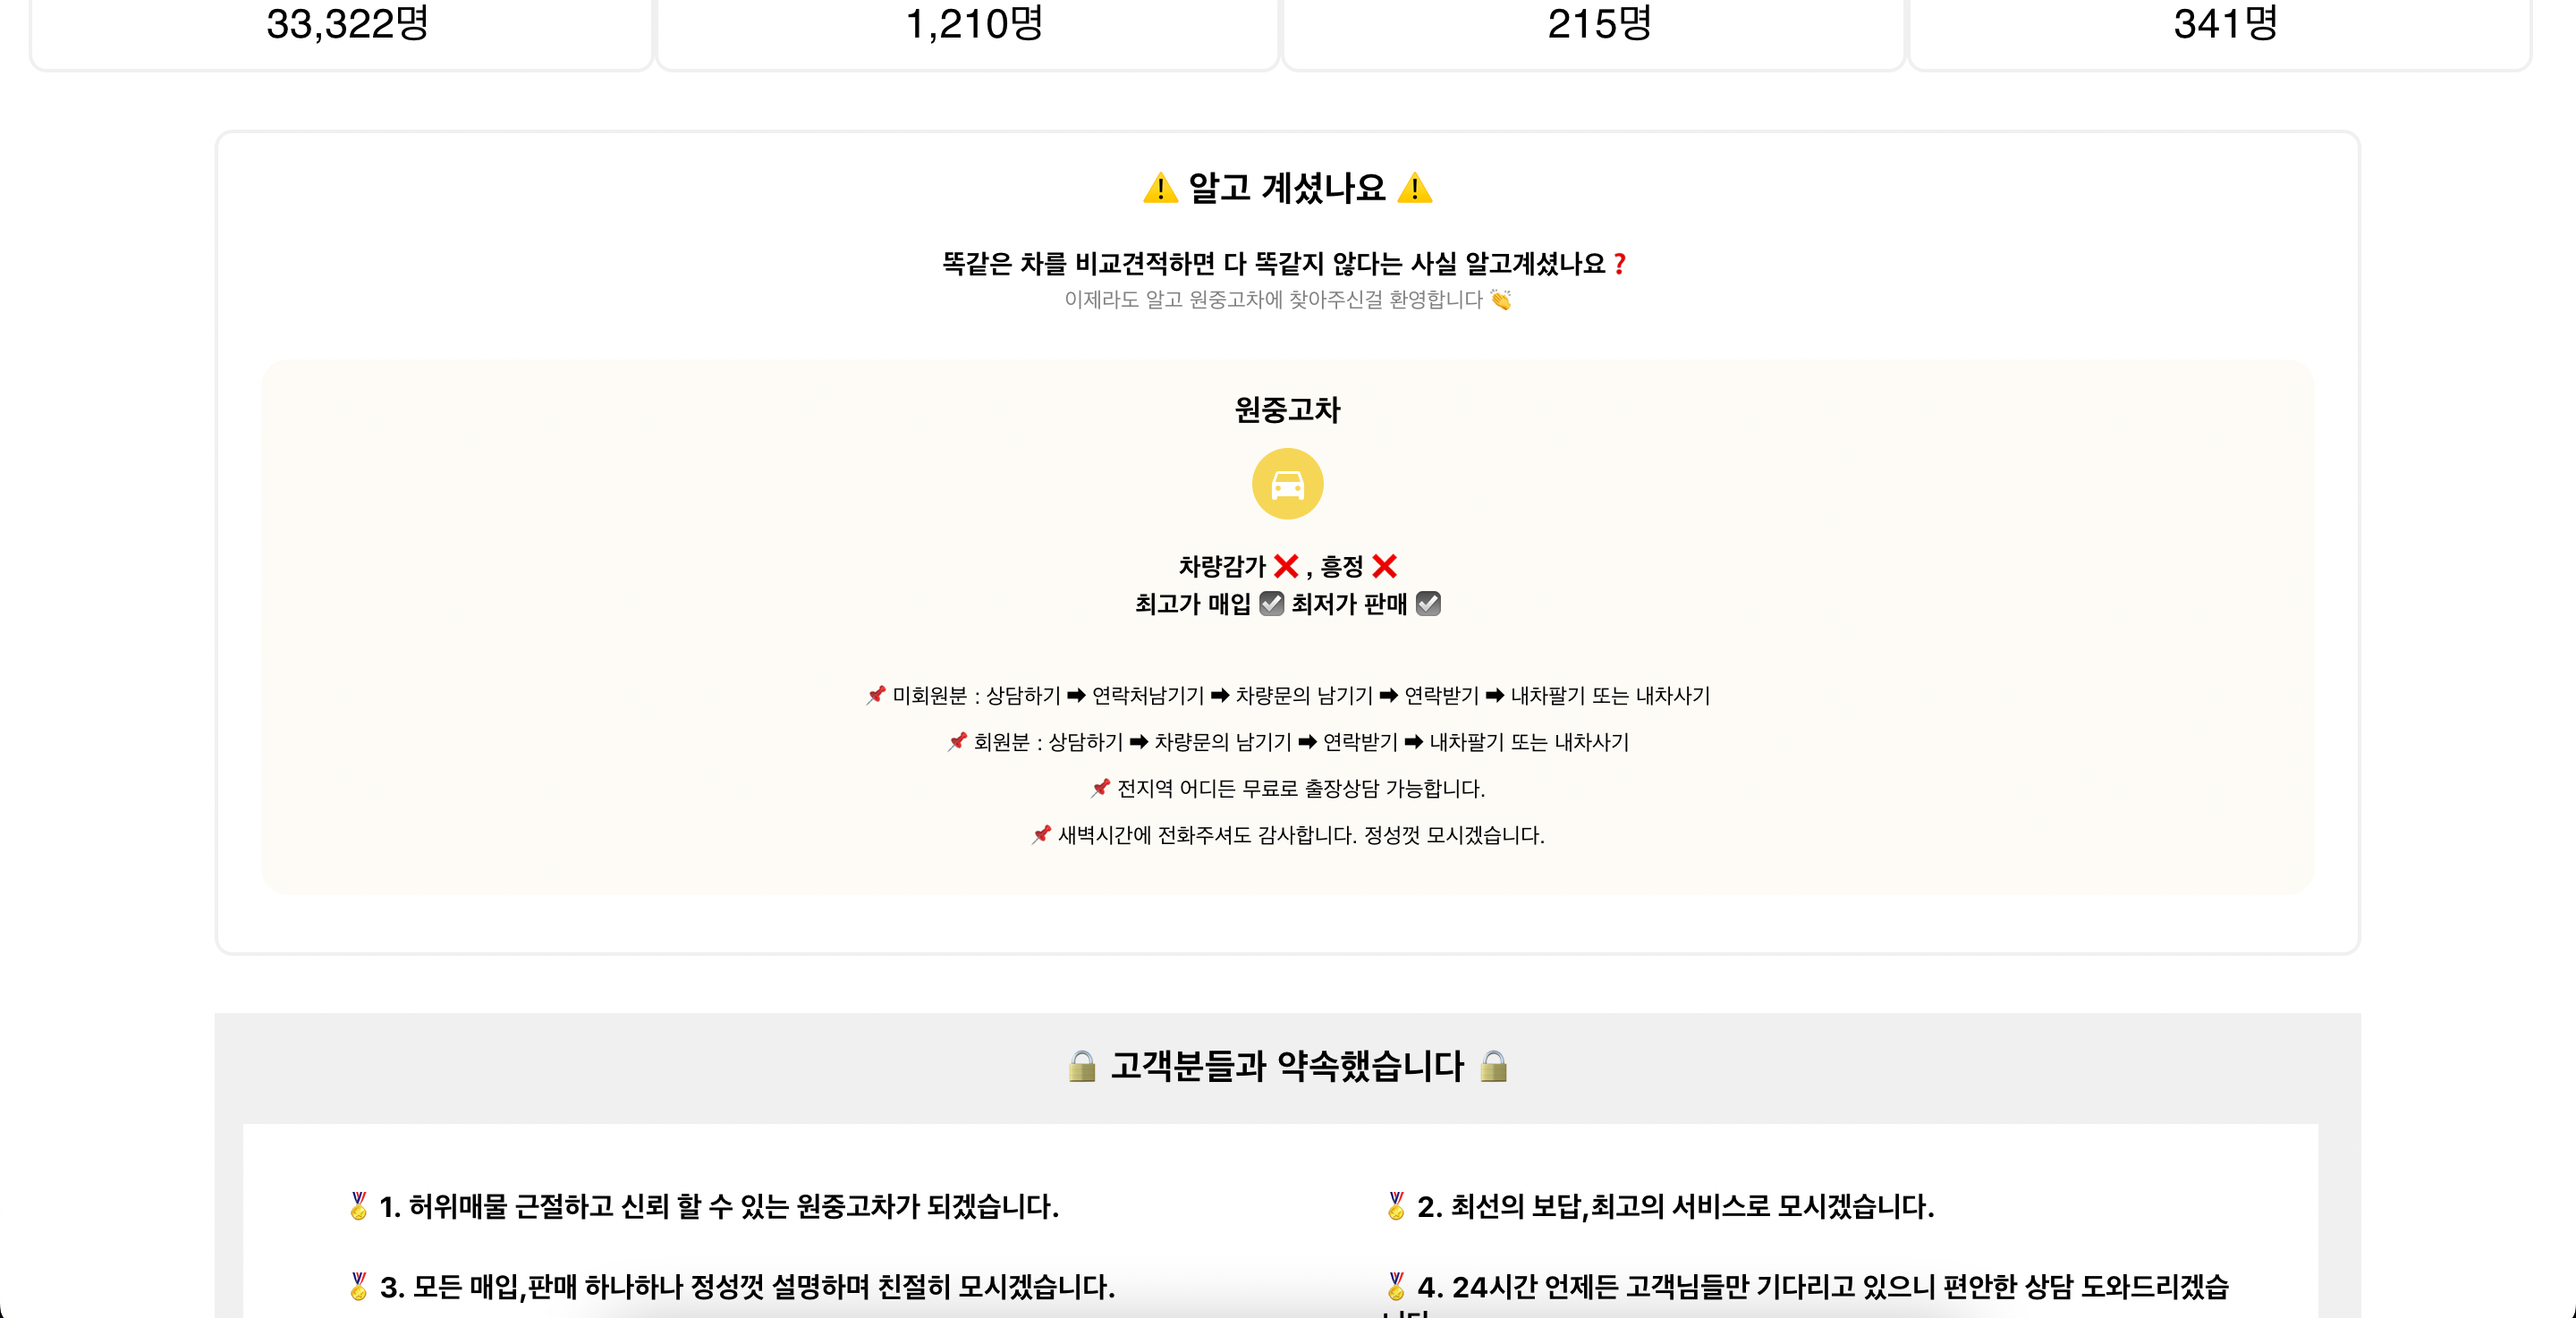 33,322명
1,210명
215명
341명
⚠️ 알고 계셨나요 ⚠️
똑같은 차를 비교견적하면 다 똑같지 않다는 사실 알고계셨나요❓
이제라도 알고 원중고차에 찾아주신걸 환영합니다 👏
원중고차
차량감가 ❌ , 흥정 ❌
최고가 매입 ☑️ 최저가 판매 ☑️
📌 미회원분 : 상담하기 ➡ 연락처남기기 ➡ 차량문의 남기기 ➡ 연락받기 ➡ 내차팔기 또는 내차사기
📌 회원분 : 상담하기 ➡ 차량문의 남기기 ➡ 연락받기 ➡ 내차팔기 또는 내차사기
📌 전지역 어디든 무료로 출장상담 가능합니다.
📌 새벽시간에 전화주셔도 감사합니다. 정성껏 모시겠습니다.
🔒 고객분들과 약속했습니다 🔒
🏅 1. 허위매물 근절하고 신뢰 할 수 있는 원중고차가 되겠습니다.
🏅 2. 최선의 보답,최고의 서비스로 모시겠습니다.
🏅 3. 모든 매입,판매 하나하나 정성껏 설명하며 친절히 모시겠습니다.
🏅 4. 24시간 언제든 고객님들만 기다리고 있으니 편안한 상담 도와드리겠습